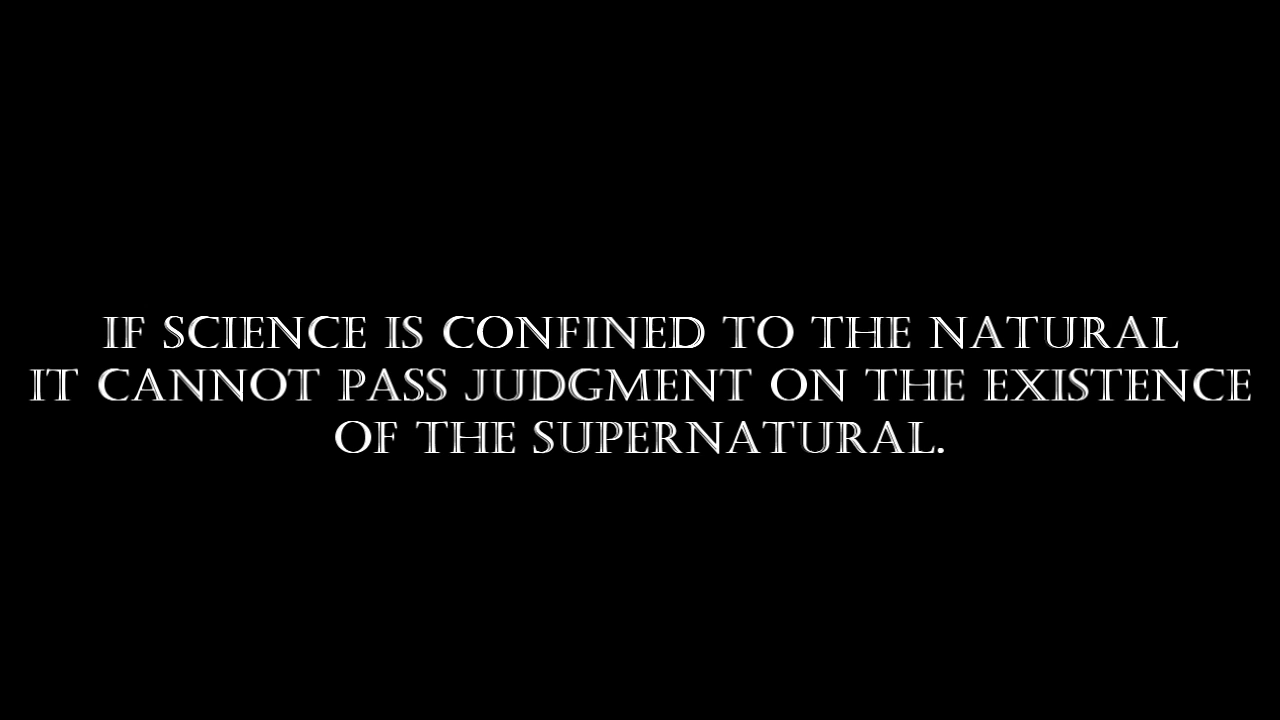 IF SCIENCE IS CONFINED TO THE NATURAL
IT CANNOT PASS JUDGMENT ON THE EXISTENCE
OF THE SUPERNATURAL.